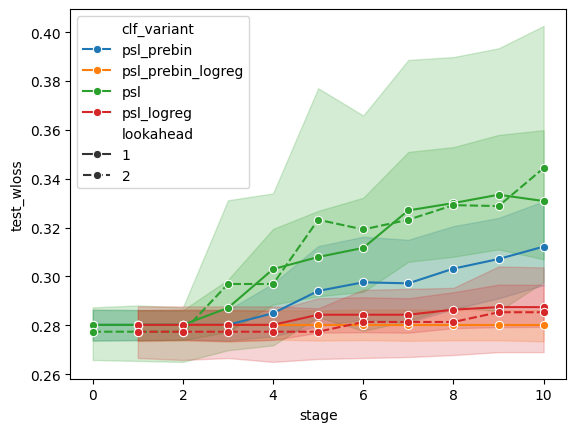 clf_variant
psl_prebin
psl_prebin_logreg
psl
psl_logreg
lookahead
1
2
test_wloss
0.40
0.38
0.36
0.34
0.32
0.30
0.28
0.26
0 2 4 6 8 10
stage